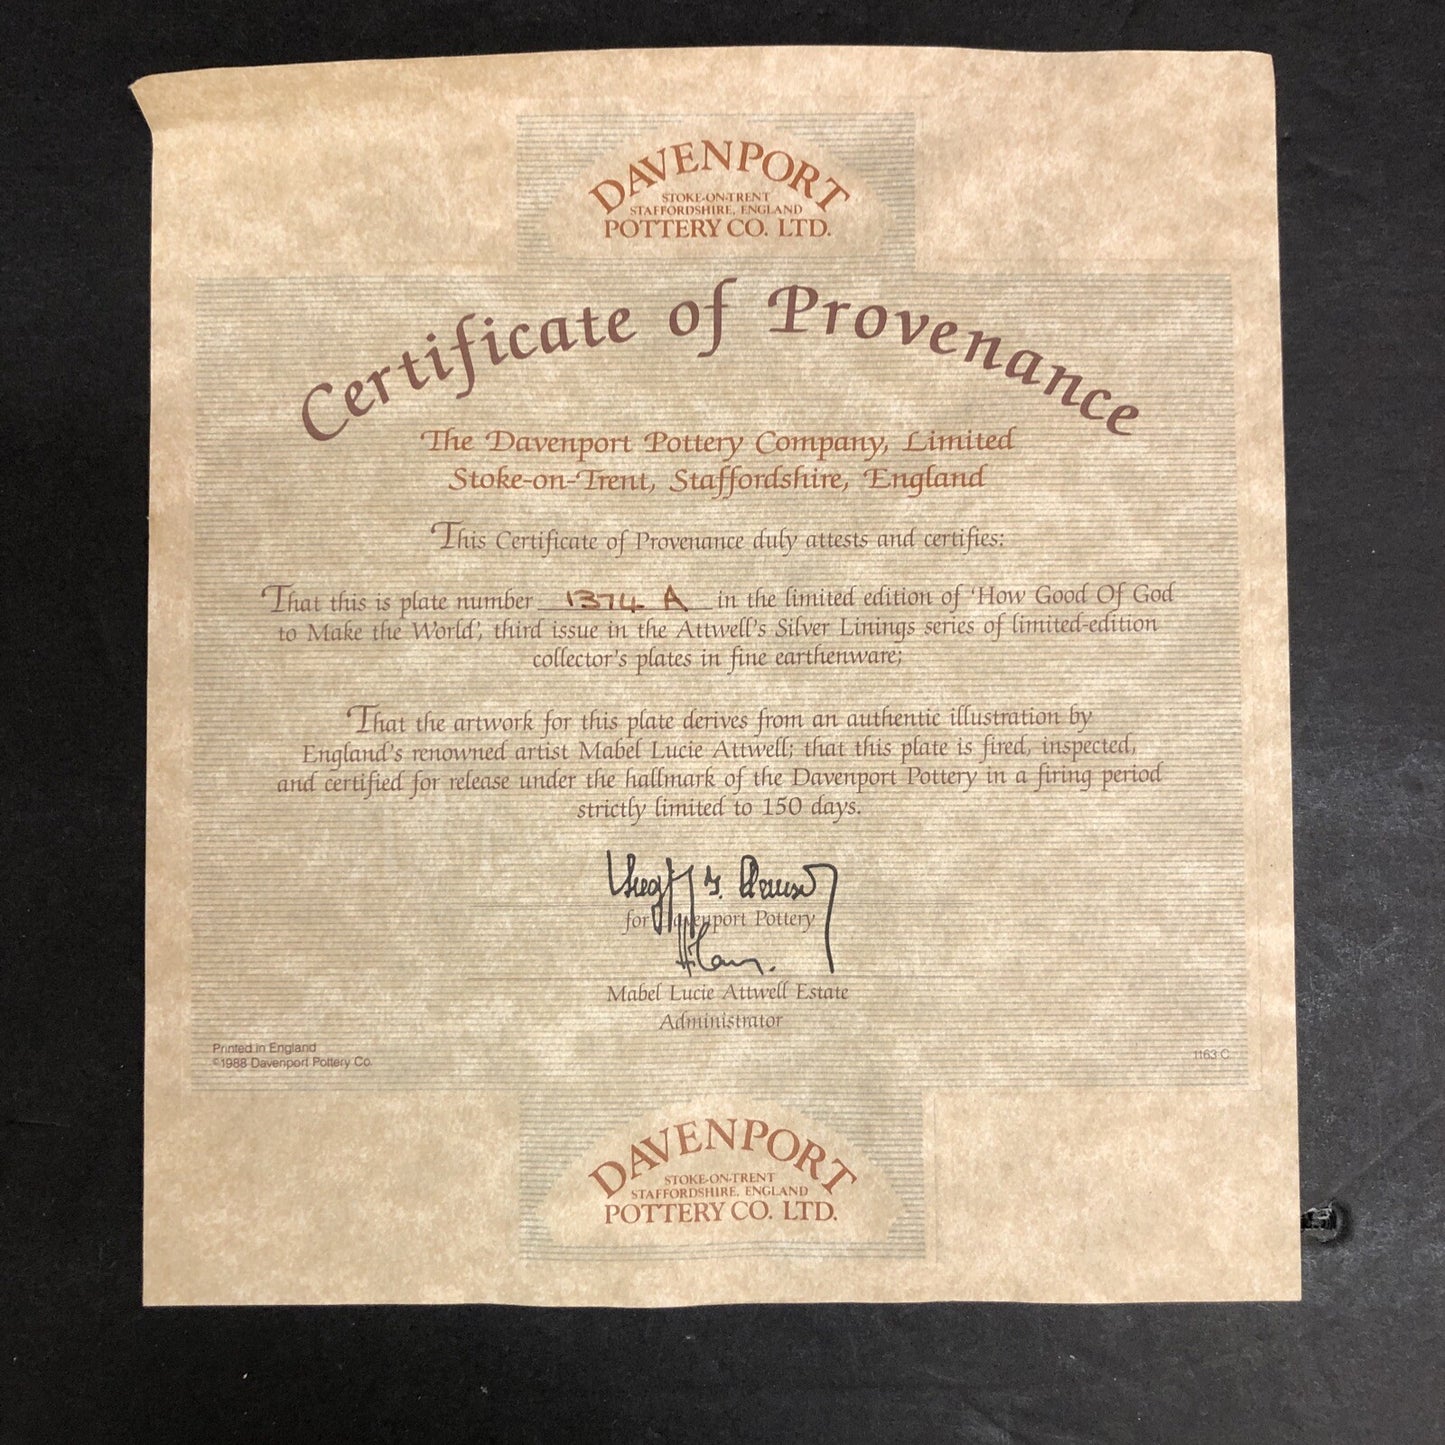 DAVENPORT
STOKE-ON-TRENT
STAFFORDSHIRE, ENGLAND
POTTERY CO. LTD.
Certificate of Provenance
The Davenport Pottery Company, Limited
Stoke-on-Trent, Staffordshire, England
This Certificate of Provenance duly attests and certifies:
That this is plate number 1374 A in the limited edition of 'How Good Of God
to Make the World', third issue in the Attwell's Silver Linings series of limited-edition
collector's plates in fine earthenware;
That the artwork for this plate derives from an authentic illustration by
England's renowned artist Mabel Lucie Attwell; that this plate is fired, inspected,
and certified for release under the hallmark of the Davenport Pottery in a firing period
strictly limited to 150 days.
for Davenport Pottery
Mabel Lucie Attwell Estate
Administrator
Printed in England
©1988 Davenport Pottery Co.
1163 C
DAVENPORT
STOKE-ON-TRENT
STAFFORDSHIRE, ENGLAND
POTTERY CO. LTD.